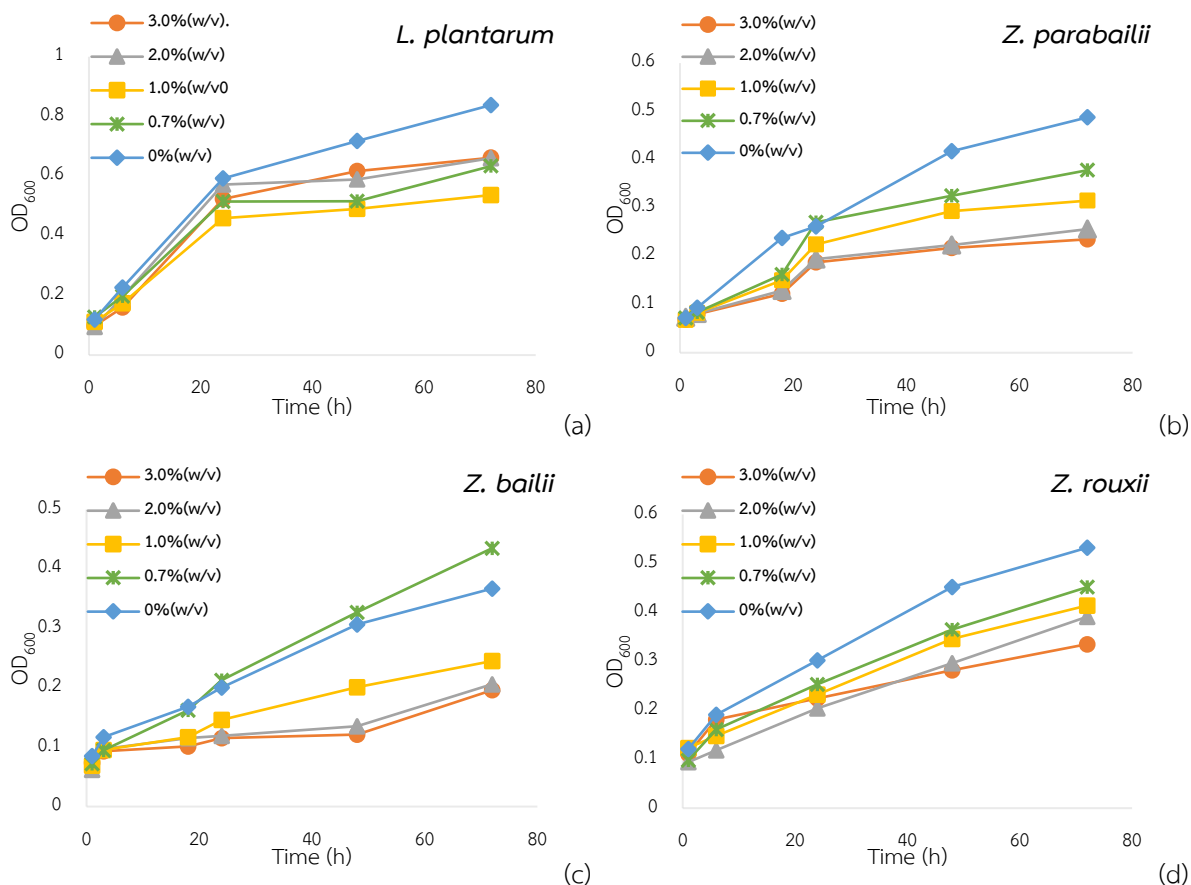 (a)
L. plantarum
3.0%(w/v).
2.0%(w/v)
1.0%(w/v0
0.7%(w/v)
0%(w/v)
OD600
1
0.8
0.6
0.4
0.2
0
0 20 40 60 80
Time (h)
(a)
(b)
Z. parabailii
3.0%(w/v)
2.0%(w/v)
1.0%(w/v)
0.7%(w/v)
0%(w/v)
OD600
0.6
0.5
0.4
0.3
0.2
0.1
0
0 20 40 60 80
Time (h)
(b)
Z. bailii
3.0%(w/v)
2.0%(w/v)
1.0%(w/v)
0.7%(w/v)
0%(w/v)
OD600
0.5
0.4
0.3
0.2
0.1
0
0 20 40 60 80
Time (h)
(c)
Z. rouxii
3.0%(w/v)
2.0%(w/v)
1.0%(w/v)
0.7%(w/v)
0%(w/v)
OD600
0.6
0.5
0.4
0.3
0.2
0.1
0
0 20 40 60 80
Time (h)
(d)